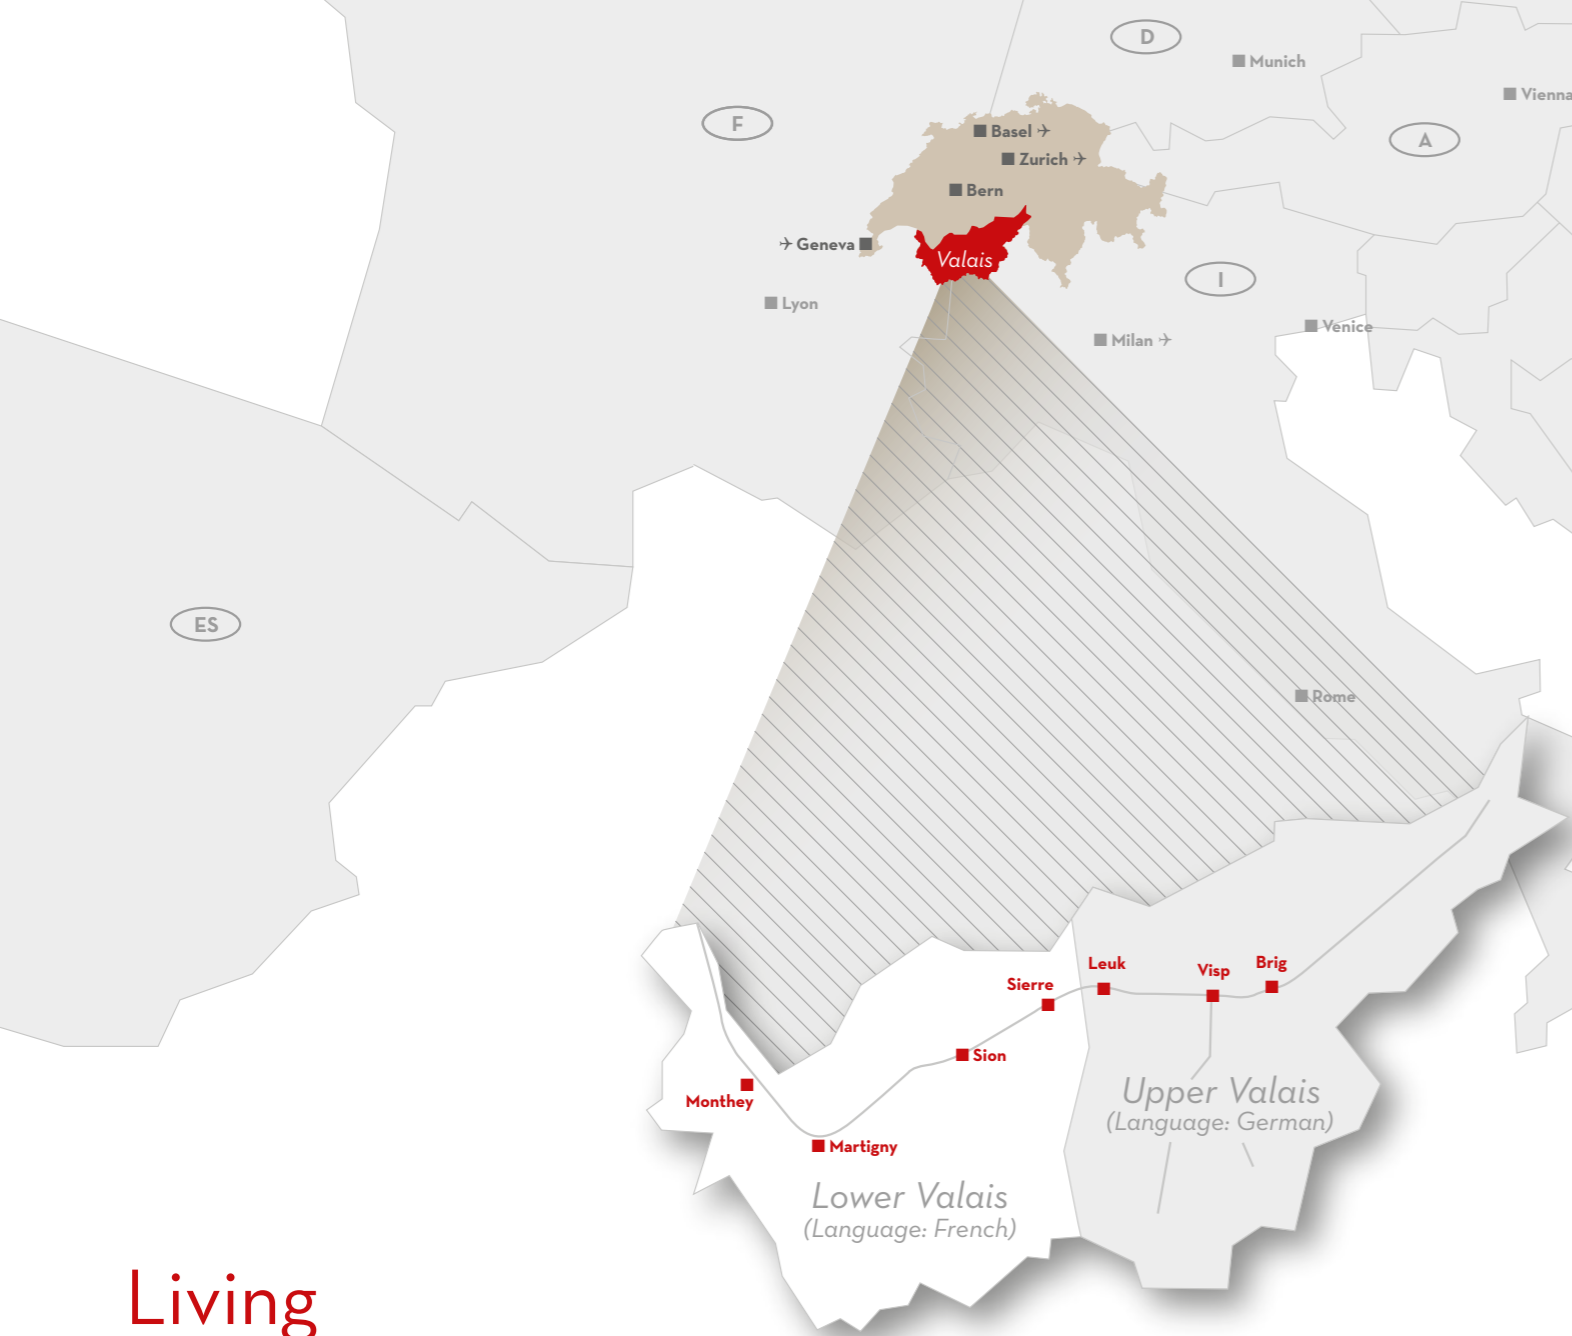 D
Munich
Vienna
F
Basel ✈
A
Zurich ✈
Bern
✈ Geneva
Valais
I
Lyon
Venice
Milan ✈
ES
Rome
Leuk
Brig
Visp
Sierre
Sion
Monthey
Upper Valais
(Language: German)
Martigny
Lower Valais
(Language: French)
Living